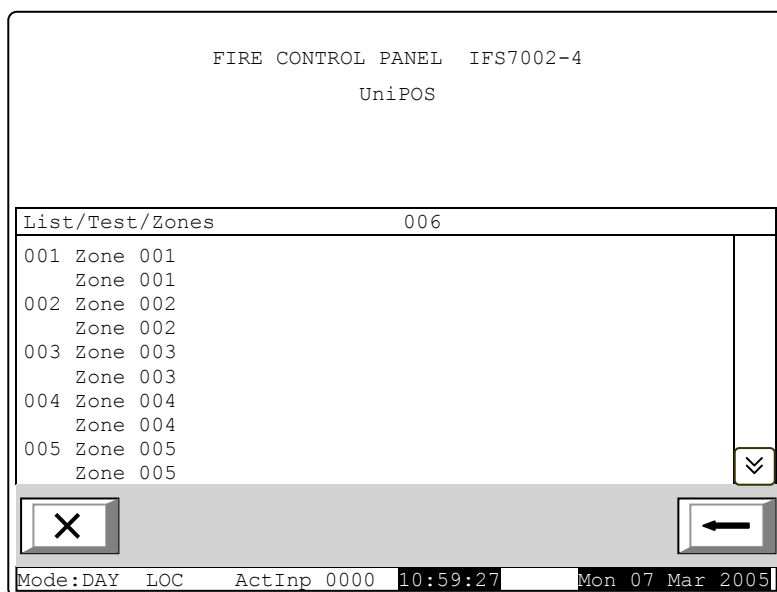 FIRE CONTROL PANEL IFS7002-4
UniPOS
List/Test/Zones 006
001 Zone 001
Zone 001
002 Zone 002
Zone 002
003 Zone 003
Zone 003
004 Zone 004
Zone 004
005 Zone 005
Zone 005
Mode:DAY LOC ActInp 0000 10:59:27 Mon 07 Mar 2005